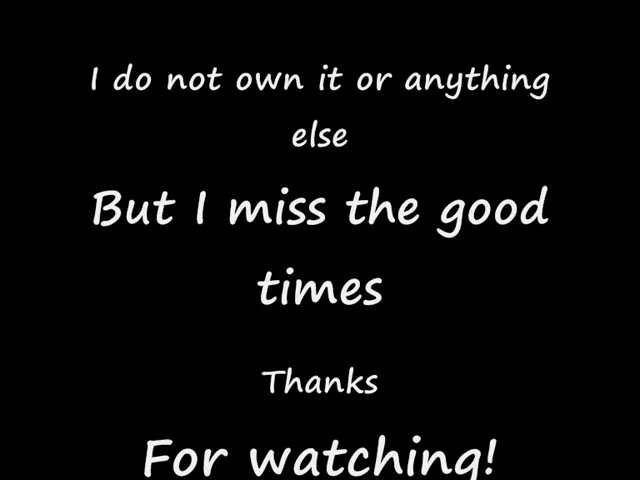 I do not own it or anything
else
But I miss the good
times
Thanks
For watching!